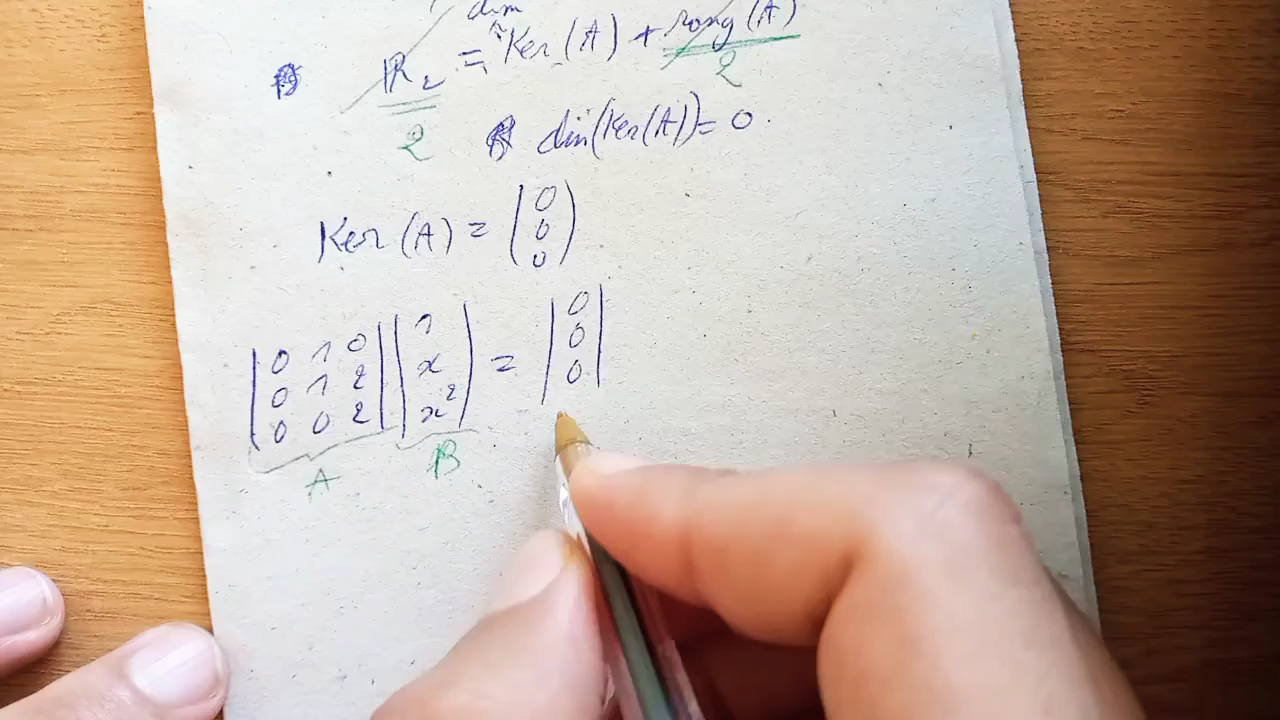 dim
ℝ₂ = Ker (A) + rang (A)
2 2
dim(Ker(A)) = 0.
Ker (A) = (0 0 0)
|0 1 0| |1| = |0|
|0 1 2| |x| |0|
|0 0 2| |x²| |0|
A B